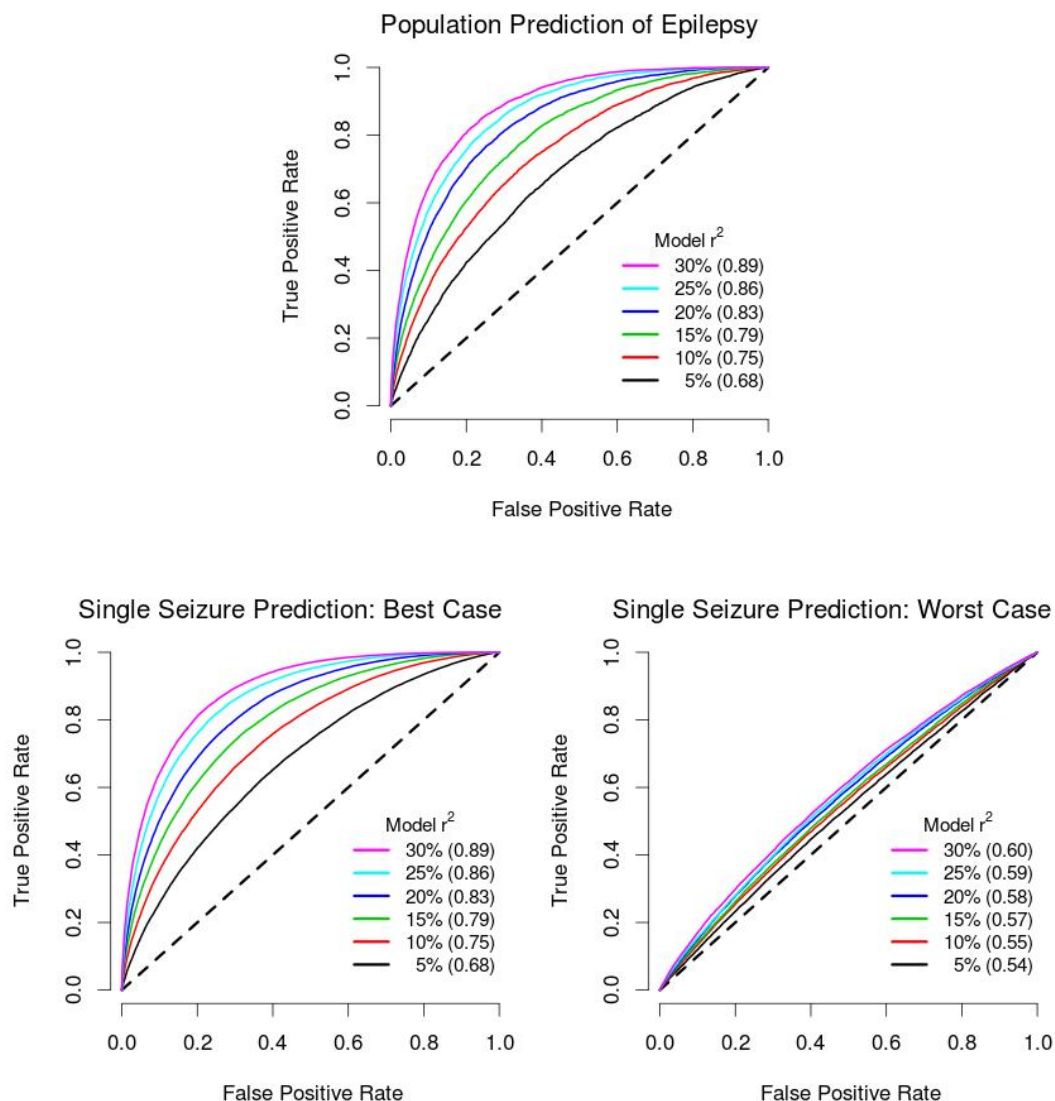 Population Prediction of Epilepsy
True Positive Rate
0.0 0.2 0.4 0.6 0.8 1.0
Model r²
30% (0.89)
25% (0.86)
20% (0.83)
15% (0.79)
10% (0.75)
5% (0.68)
0.0 0.2 0.4 0.6 0.8 1.0
False Positive Rate
Single Seizure Prediction: Best Case
True Positive Rate
0.0 0.2 0.4 0.6 0.8 1.0
Model r²
30% (0.89)
25% (0.86)
20% (0.83)
15% (0.79)
10% (0.75)
5% (0.68)
0.0 0.2 0.4 0.6 0.8 1.0
False Positive Rate
Single Seizure Prediction: Worst Case
True Positive Rate
0.0 0.2 0.4 0.6 0.8 1.0
Model r²
30% (0.60)
25% (0.59)
20% (0.58)
15% (0.57)
10% (0.55)
5% (0.54)
0.0 0.2 0.4 0.6 0.8 1.0
False Positive Rate